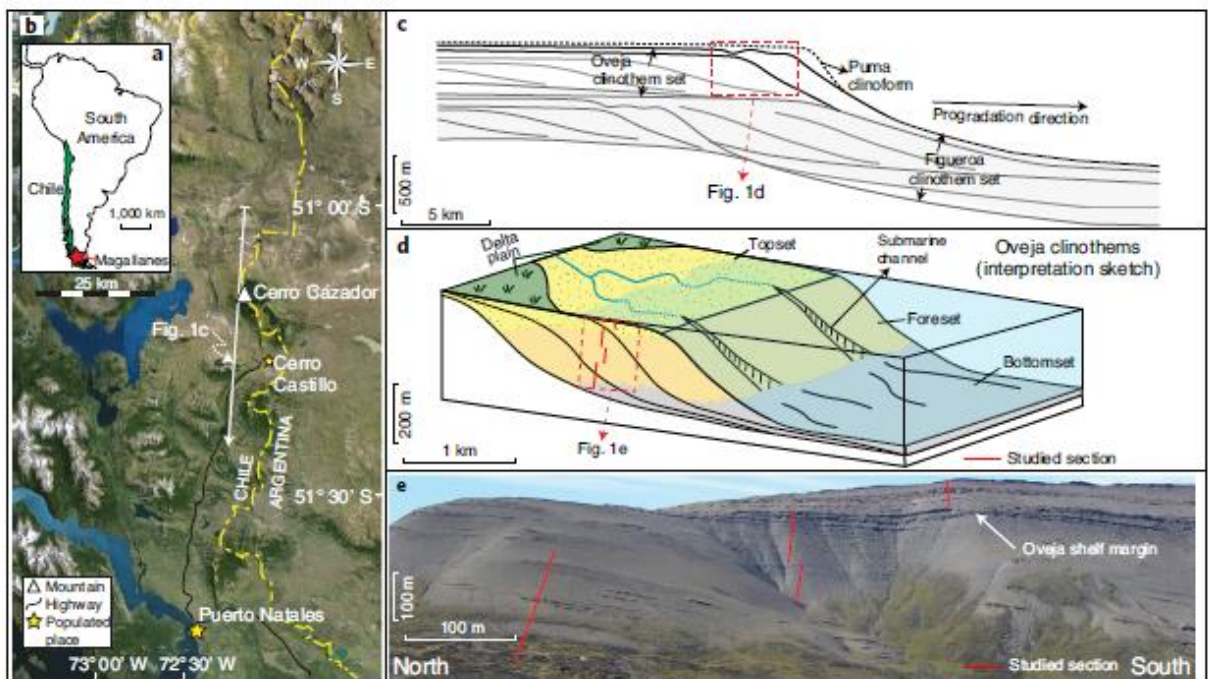 b
a
South
America
Chile
1,000 km
Magallanes
25 km
N
W
E
S
51° 00' S
Cerro Cázador
Fig. 1c
Cerro
Castillo
CHILE
ARGENTINA
51° 30' S
Mountain
Highway
Populated
place
Puerto Natales
73° 00' W
72° 30' W
c
Oveja
clinothem set
Puma
clinoform
Progradation direction
Figueroa
clinothem set
Fig. 1d
500 m
5 km
d
Delta
plain
Topset
Submarine
channel
Oveja clinothems
(interpretation sketch)
Foreset
Bottomset
200 m
1 km
Fig. 1e
Studied section
e
Oveja shelf margin
100 m
100 m
North
Studied section
South